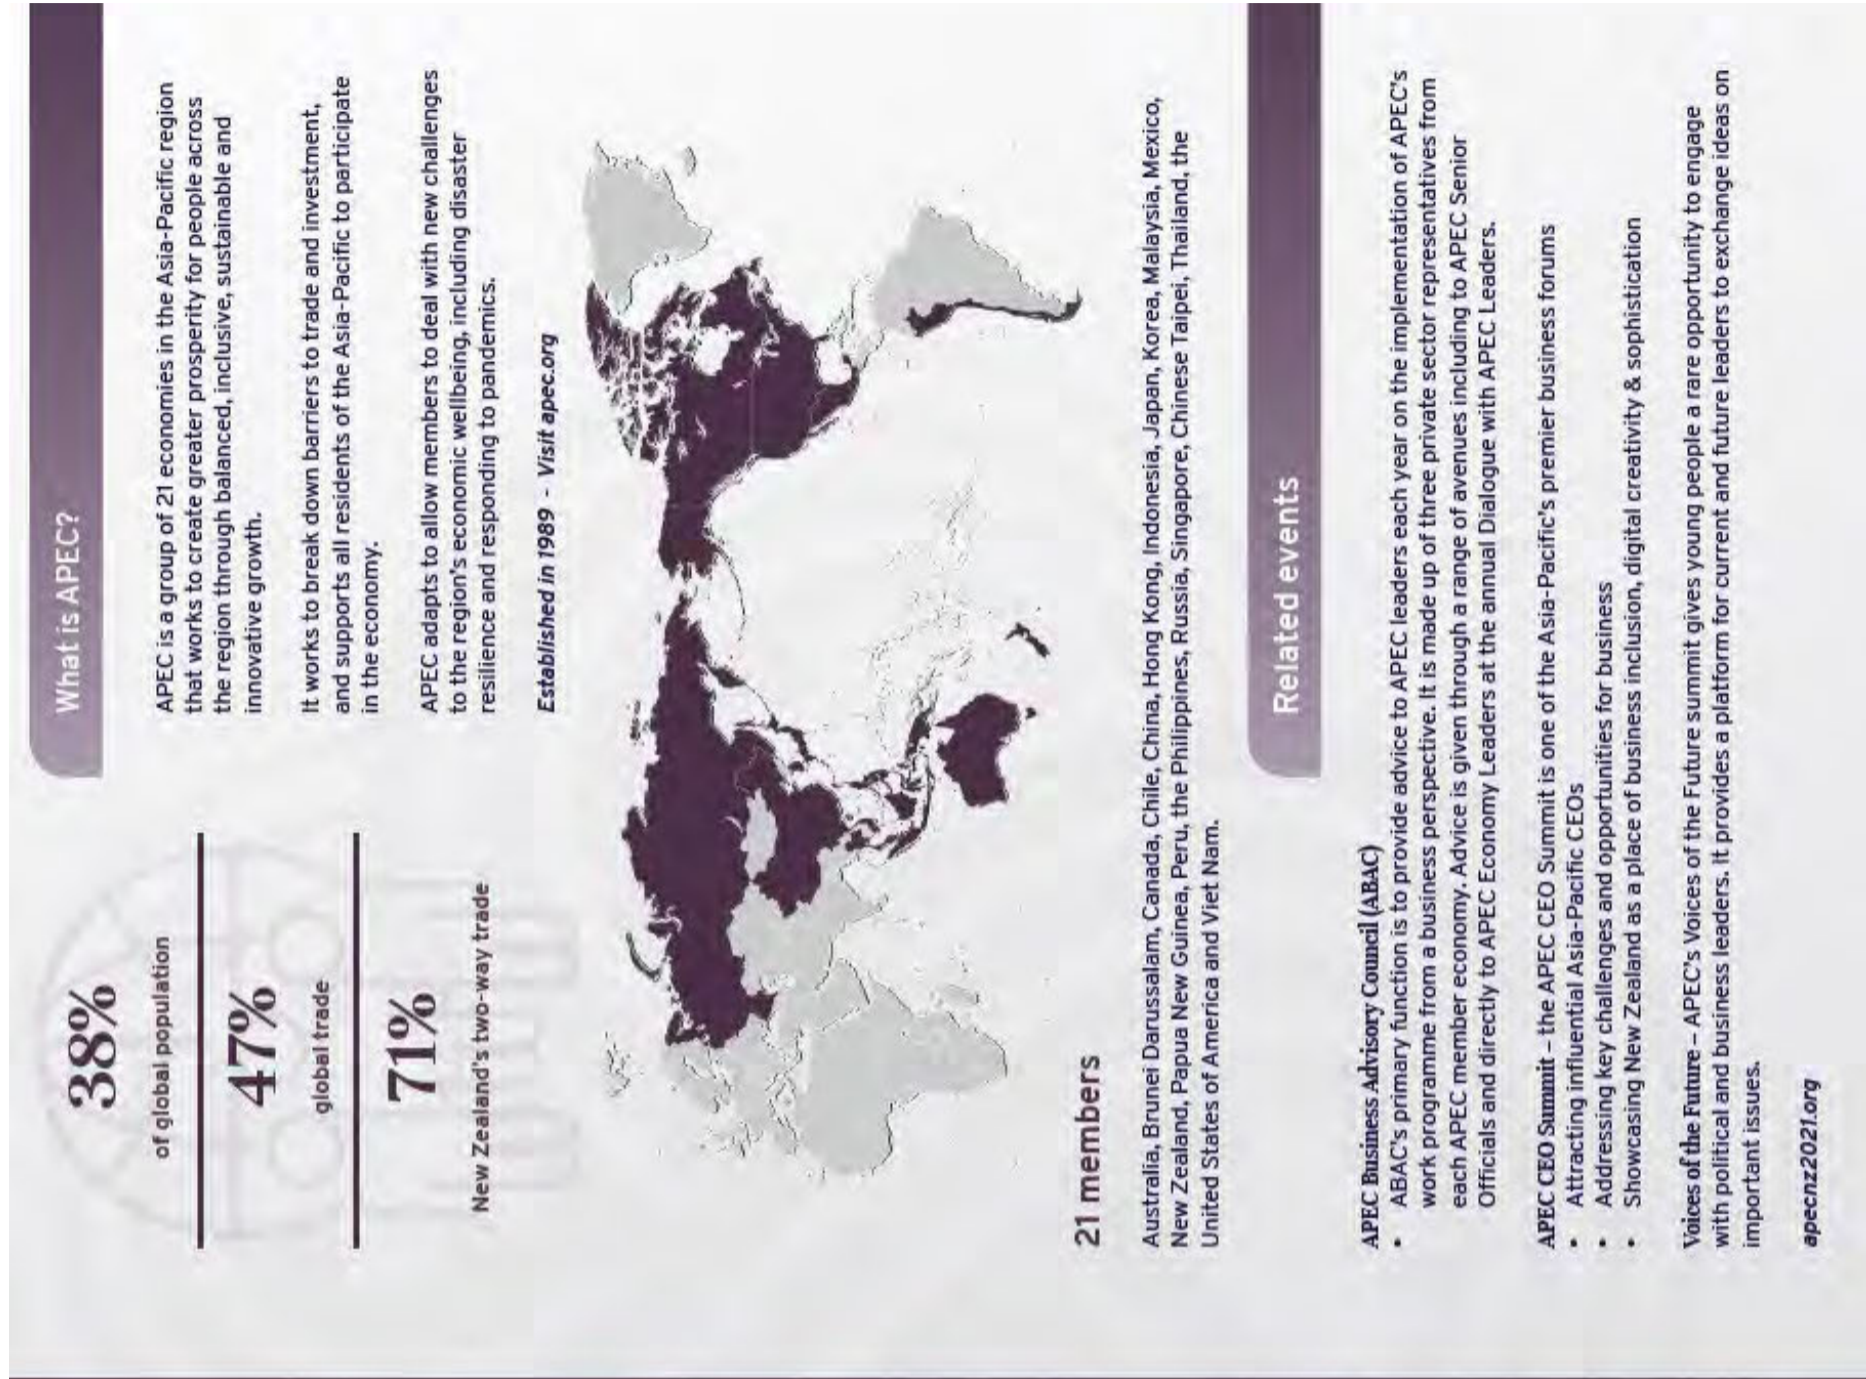 38%
of global population
47%
global trade
71%
New Zealand's two-way trade
What is APEC?
APEC is a group of 21 economies in the Asia-Pacific region
that works to create greater prosperity for people across
the region through balanced, inclusive, sustainable and
innovative growth.
It works to break down barriers to trade and investment,
and supports all residents of the Asia-Pacific to participate
in the economy.
APEC adapts to allow members to deal with new challenges
to the region's economic wellbeing, including disaster
resilience and responding to pandemics.
Established in 1989 - Visit apec.org
21 members
Australia, Brunei Darussalam, Canada, Chile, China, Hong Kong, Indonesia, Japan, Korea, Malaysia, Mexico,
New Zealand, Papua New Guinea, Peru, the Philippines, Russia, Singapore, Chinese Taipei, Thailand, the
United States of America and Viet Nam.
Related events
APEC Business Advisory Council (ABAC)
• ABAC's primary function is to provide advice to APEC leaders each year on the implementation of APEC's
work programme from a business perspective. It is made up of three private sector representatives from
each APEC member economy. Advice is given through a range of avenues including to APEC Senior
Officials and directly to APEC Economy Leaders at the annual Dialogue with APEC Leaders.
APEC CEO Summit – the APEC CEO Summit is one of the Asia-Pacific's premier business forums
• Attracting influential Asia-Pacific CEOs
• Addressing key challenges and opportunities for business
• Showcasing New Zealand as a place of business inclusion, digital creativity & sophistication
Voices of the Future – APEC's Voices of the Future summit gives young people a rare opportunity to engage
with political and business leaders. It provides a platform for current and future leaders to exchange ideas on
important issues.
apecnz2021.org